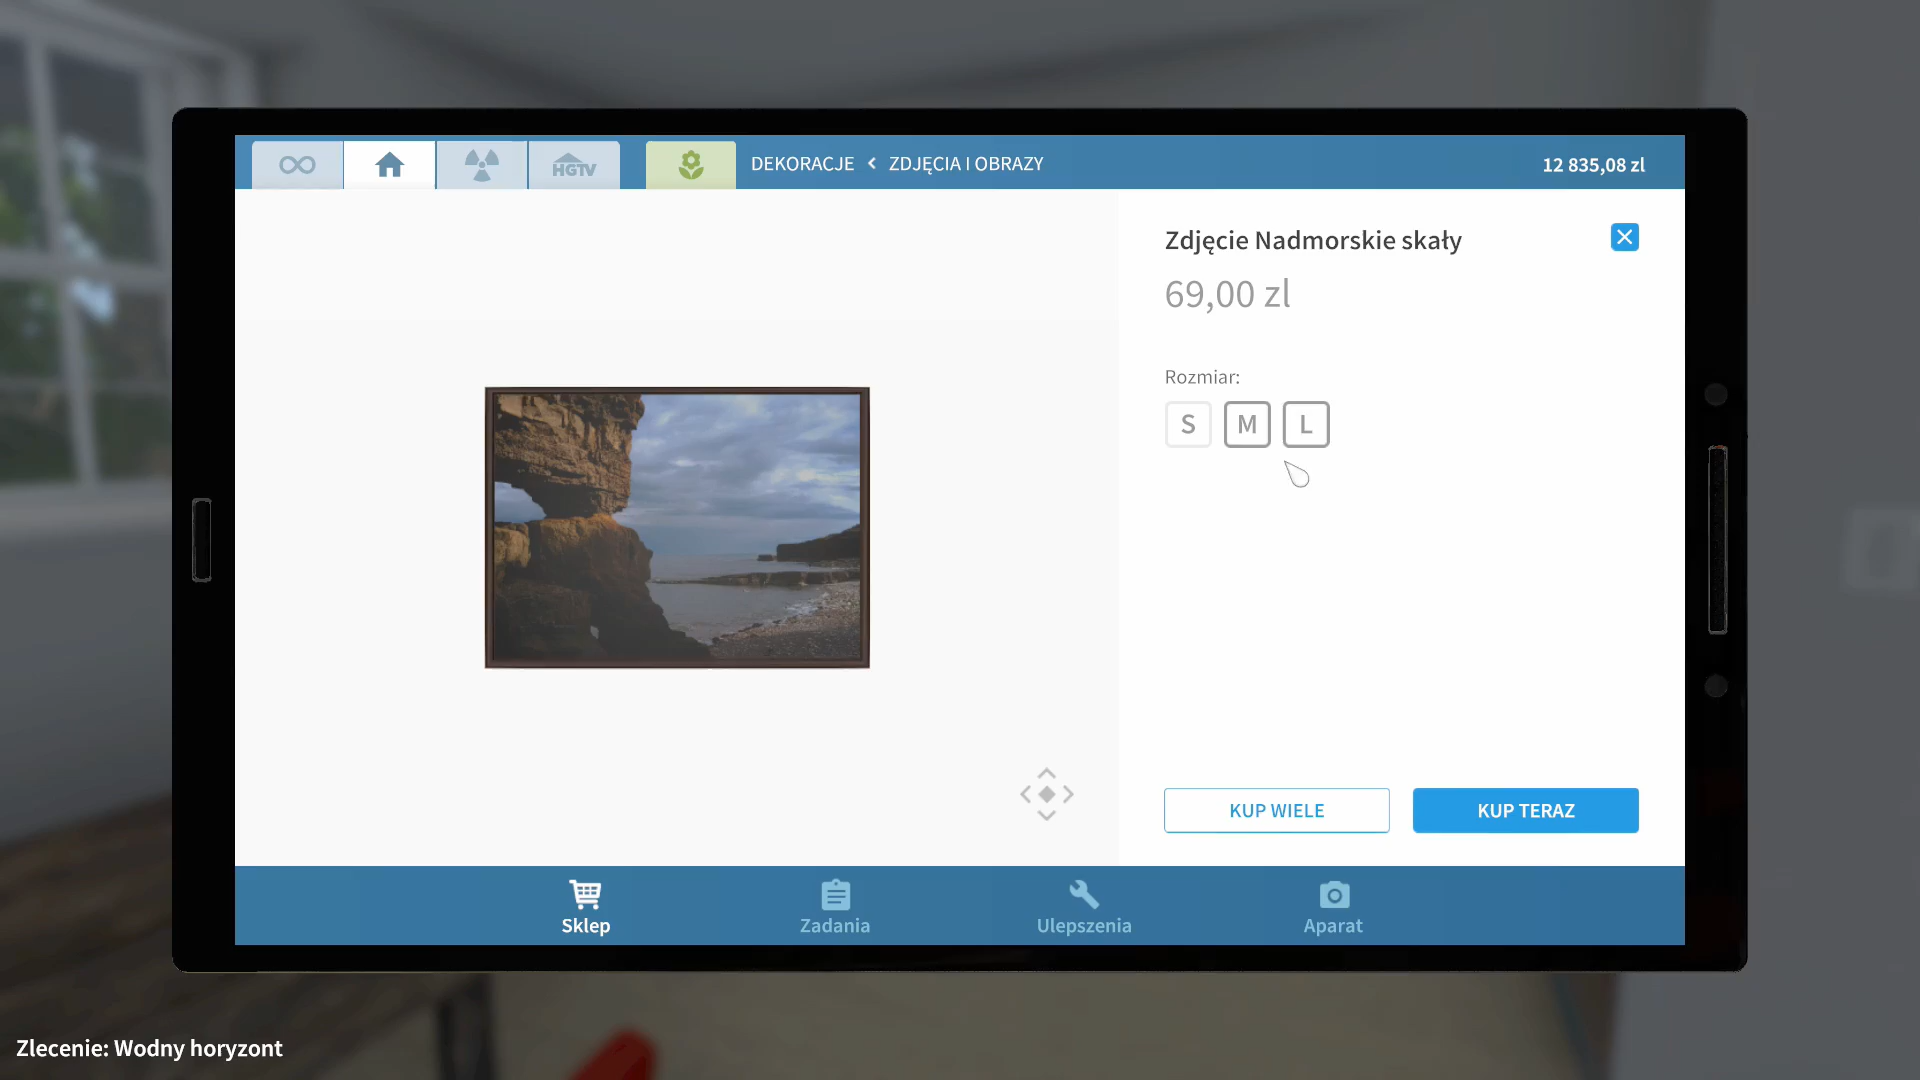 HGTV
DEKORACJE < ZDJĘCIA I OBRAZY
12 835,08 zl
Zdjęcie Nadmorskie skały
69,00 zl
Rozmiar:
S M L
KUP WIELE
KUP TERAZ
Sklep
Zadania
Ulepszenia
Aparat
Zlecenie: Wodny horyzont